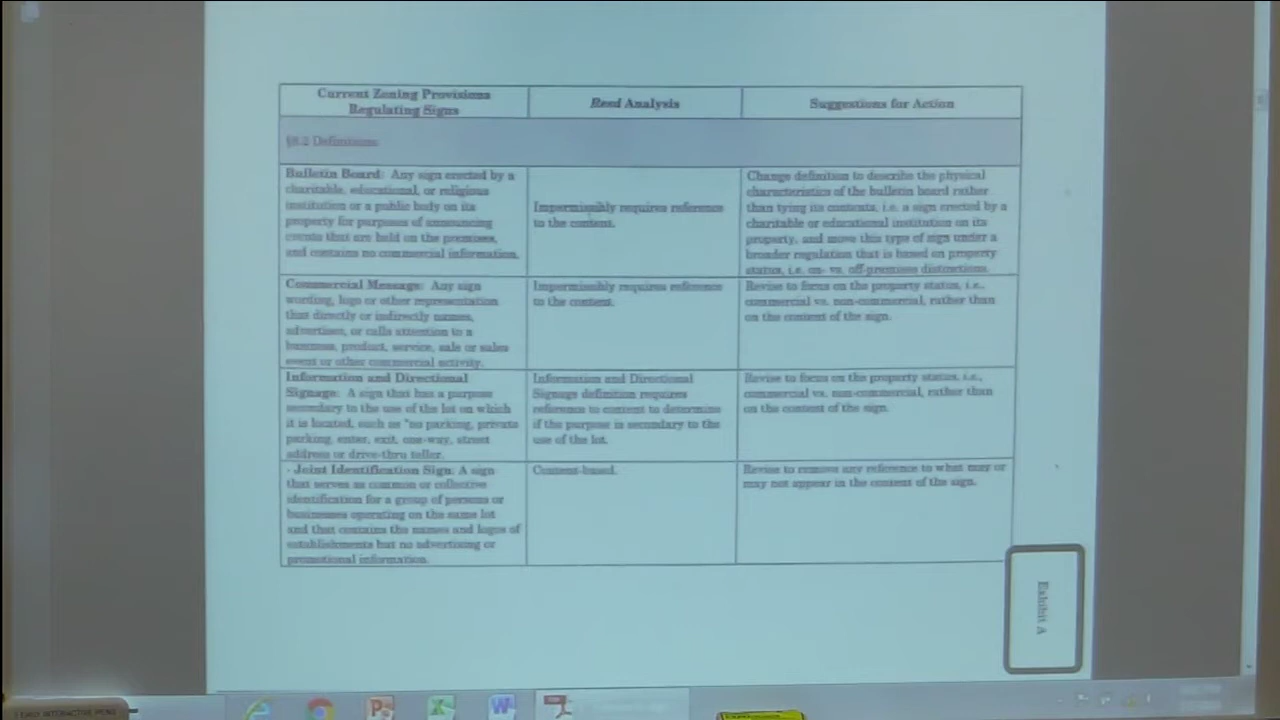 Current Zoning Provisions
Regulating Signs
Reed Analysis
Suggestions for Action
§8.2 Definitions
Bulletin Board: Any sign erected by a
charitable, educational, or religious
institution or a public body on its
property for purposes of announcing
events that are held on the premises,
and contains no commercial information.
Impermissibly requires reference
to the content.
Change definition to describe the physical
characteristics of the bulletin board rather
than tying its contents, i.e. a sign erected by a
charitable or educational institution on its
property, and move this type of sign under a
broader regulation that is based on property
status, i.e. on- vs. off-premises distinctions.
Commercial Message: Any sign
wording, logo or other representation
that directly or indirectly names,
advertises, or calls attention to a
business, product, service, sale or sales
event or other commercial activity.
Impermissibly requires reference
to the content.
Revise to focus on the property status, i.e.,
commercial vs. non-commercial, rather than
on the content of the sign.
Information and Directional
Signage: A sign that has a purpose
secondary to the use of the lot on which
it is located, such as "no parking, private
parking, enter, exit, one-way, street
address or drive-thru teller.
Information and Directional
Signage definition requires
reference to content to determine
if the purpose is secondary to the
use of the lot.
Revise to focus on the property status, i.e.,
commercial vs. non-commercial, rather than
on the content of the sign.
- Joint Identification Sign: A sign
that serves as common or collective
identification for a group of persons or
businesses operating on the same lot
and that contains the names and logos of
establishments but no advertising or
promotional information.
Content-based.
Revise to remove any reference to what may or
may not appear in the content of the sign.
Exhibit A